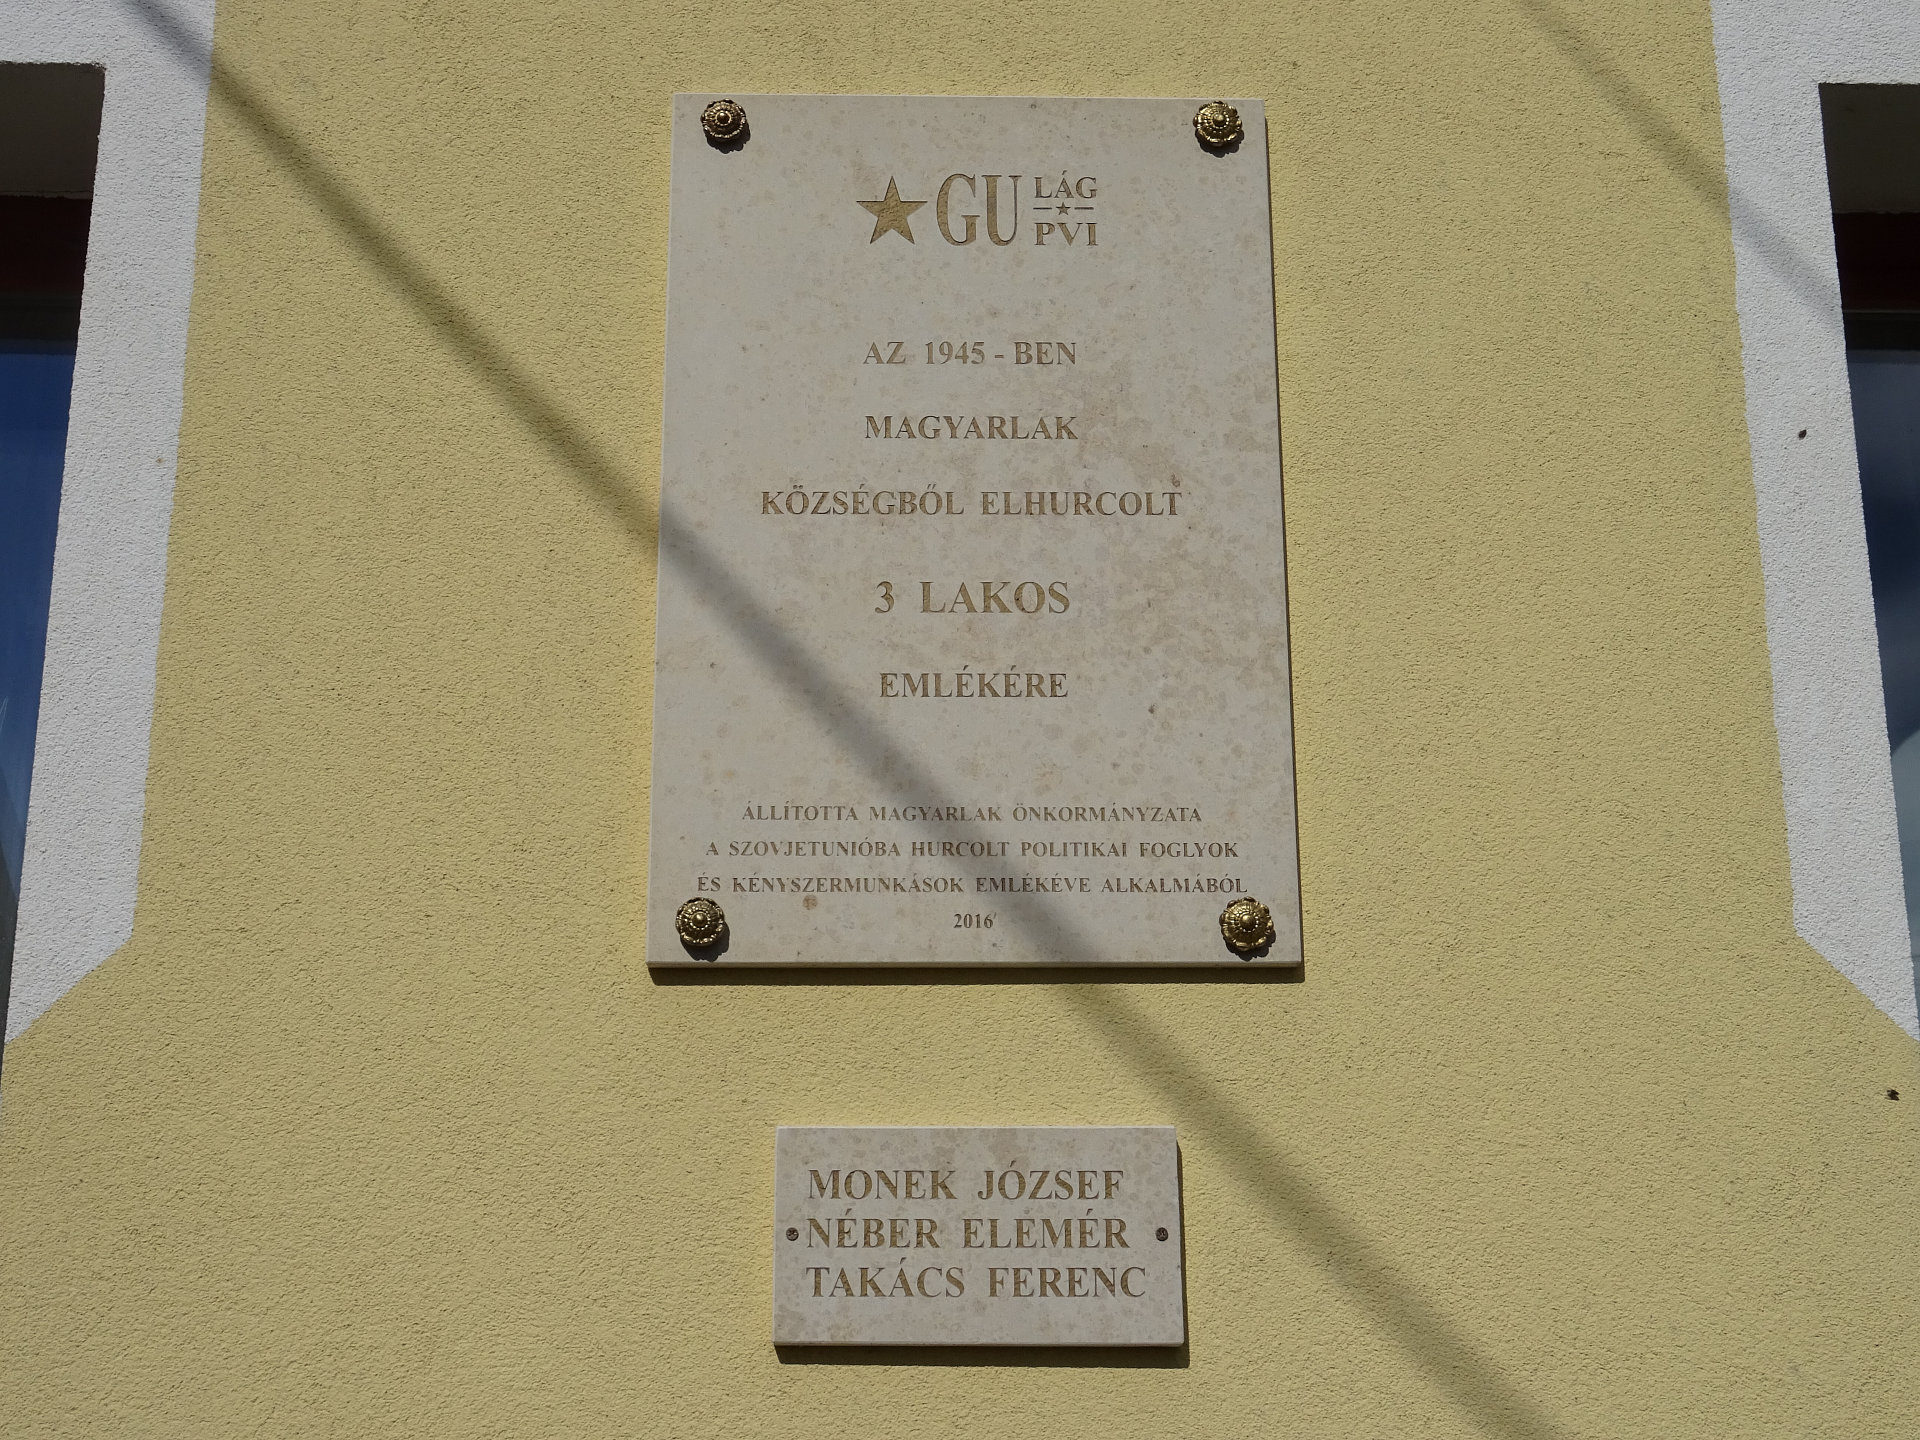 GU LÁG
PVI
AZ 1945 - BEN
MAGYARLAK
KÖZSÉGBŐL ELHURCOLT
3 LAKOS
EMLÉKÉRE
ÁLLÍTOTTA MAGYARLAK ÖNKORMÁNYZATA
A SZOVJETUNIÓBA HURCOLT POLITIKAI FOGLYOK
ÉS KÉNYSZERMUNKÁSOK EMLÉKÉVE ALKALMÁBÓL
2016
MONEK JÓZSEF
NÉBER ELEMÉR
TAKÁCS FERENC